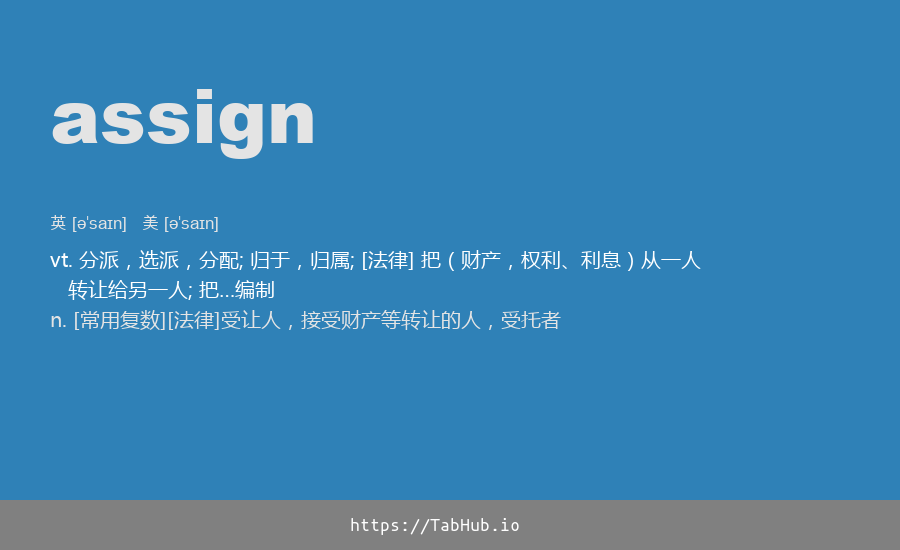 assign
英 [ə'saɪn] 美 [ə'saɪn]
vt. 分派，选派，分配; 归于，归属; [法律] 把（财产，权利、利息）从一人
转让给另一人; 把…编制
n. [常用复数][法律]受让人，接受财产等转让的人，受托者
https://TabHub.io